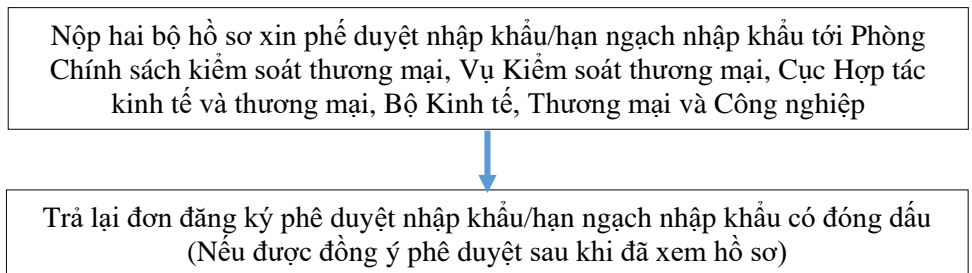 Nộp hai bộ hồ sơ xin phế duyệt nhập khẩu/hạn ngạch nhập khẩu tới Phòng
Chính sách kiểm soát thương mại, Vụ Kiểm soát thương mại, Cục Hợp tác
kinh tế và thương mại, Bộ Kinh tế, Thương mại và Công nghiệp
Trả lại đơn đăng ký phê duyệt nhập khẩu/hạn ngạch nhập khẩu có đóng dấu
(Nếu được đồng ý phê duyệt sau khi đã xem hồ sơ)